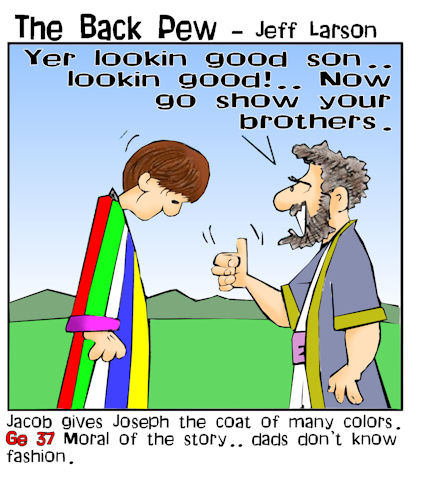 The Back Pew - Jeff Larson
Yer lookin good son..
lookin good!.. Now
go show your
brothers.
Jacob gives Joseph the coat of many colors.
Ge 37 Moral of the story.. dads don't know
fashion.